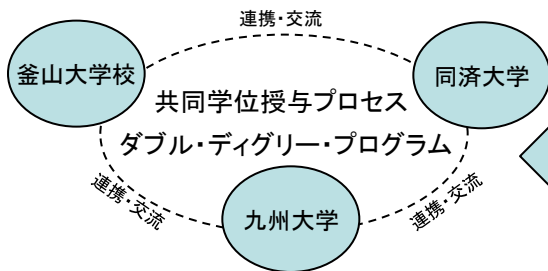 連携・交流
釜山大学校
同済大学
共同学位授与プロセス
ダブル・ディグリー・プログラム
連携・交流
連携・交流
九州大学